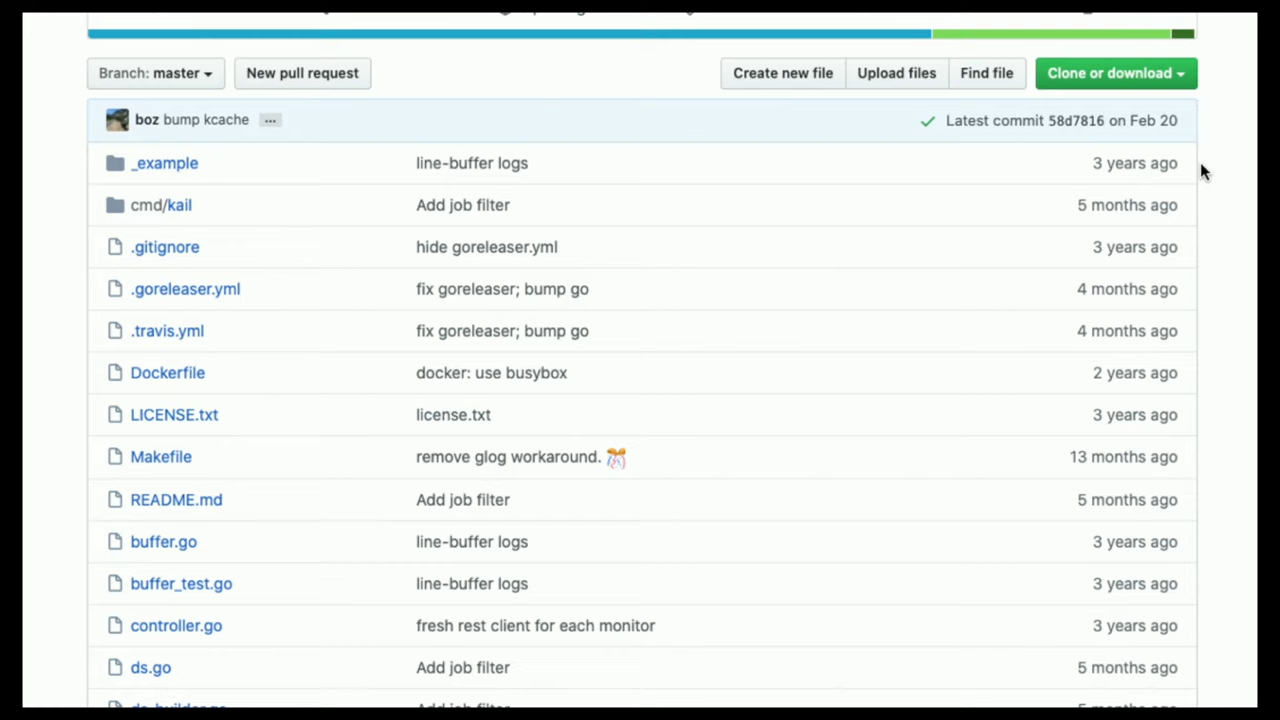 Branch: master
New pull request
Create new file
Upload files
Find file
Clone or download
boz bump kcache ...
Latest commit 58d7816 on Feb 20
_example line-buffer logs 3 years ago
cmd/kail Add job filter 5 months ago
.gitignore hide goreleaser.yml 3 years ago
.goreleaser.yml fix goreleaser; bump go 4 months ago
.travis.yml fix goreleaser; bump go 4 months ago
Dockerfile docker: use busybox 2 years ago
LICENSE.txt license.txt 3 years ago
Makefile remove glog workaround. 🎊 13 months ago
README.md Add job filter 5 months ago
buffer.go line-buffer logs 3 years ago
buffer_test.go line-buffer logs 3 years ago
controller.go fresh rest client for each monitor 3 years ago
ds.go Add job filter 5 months ago